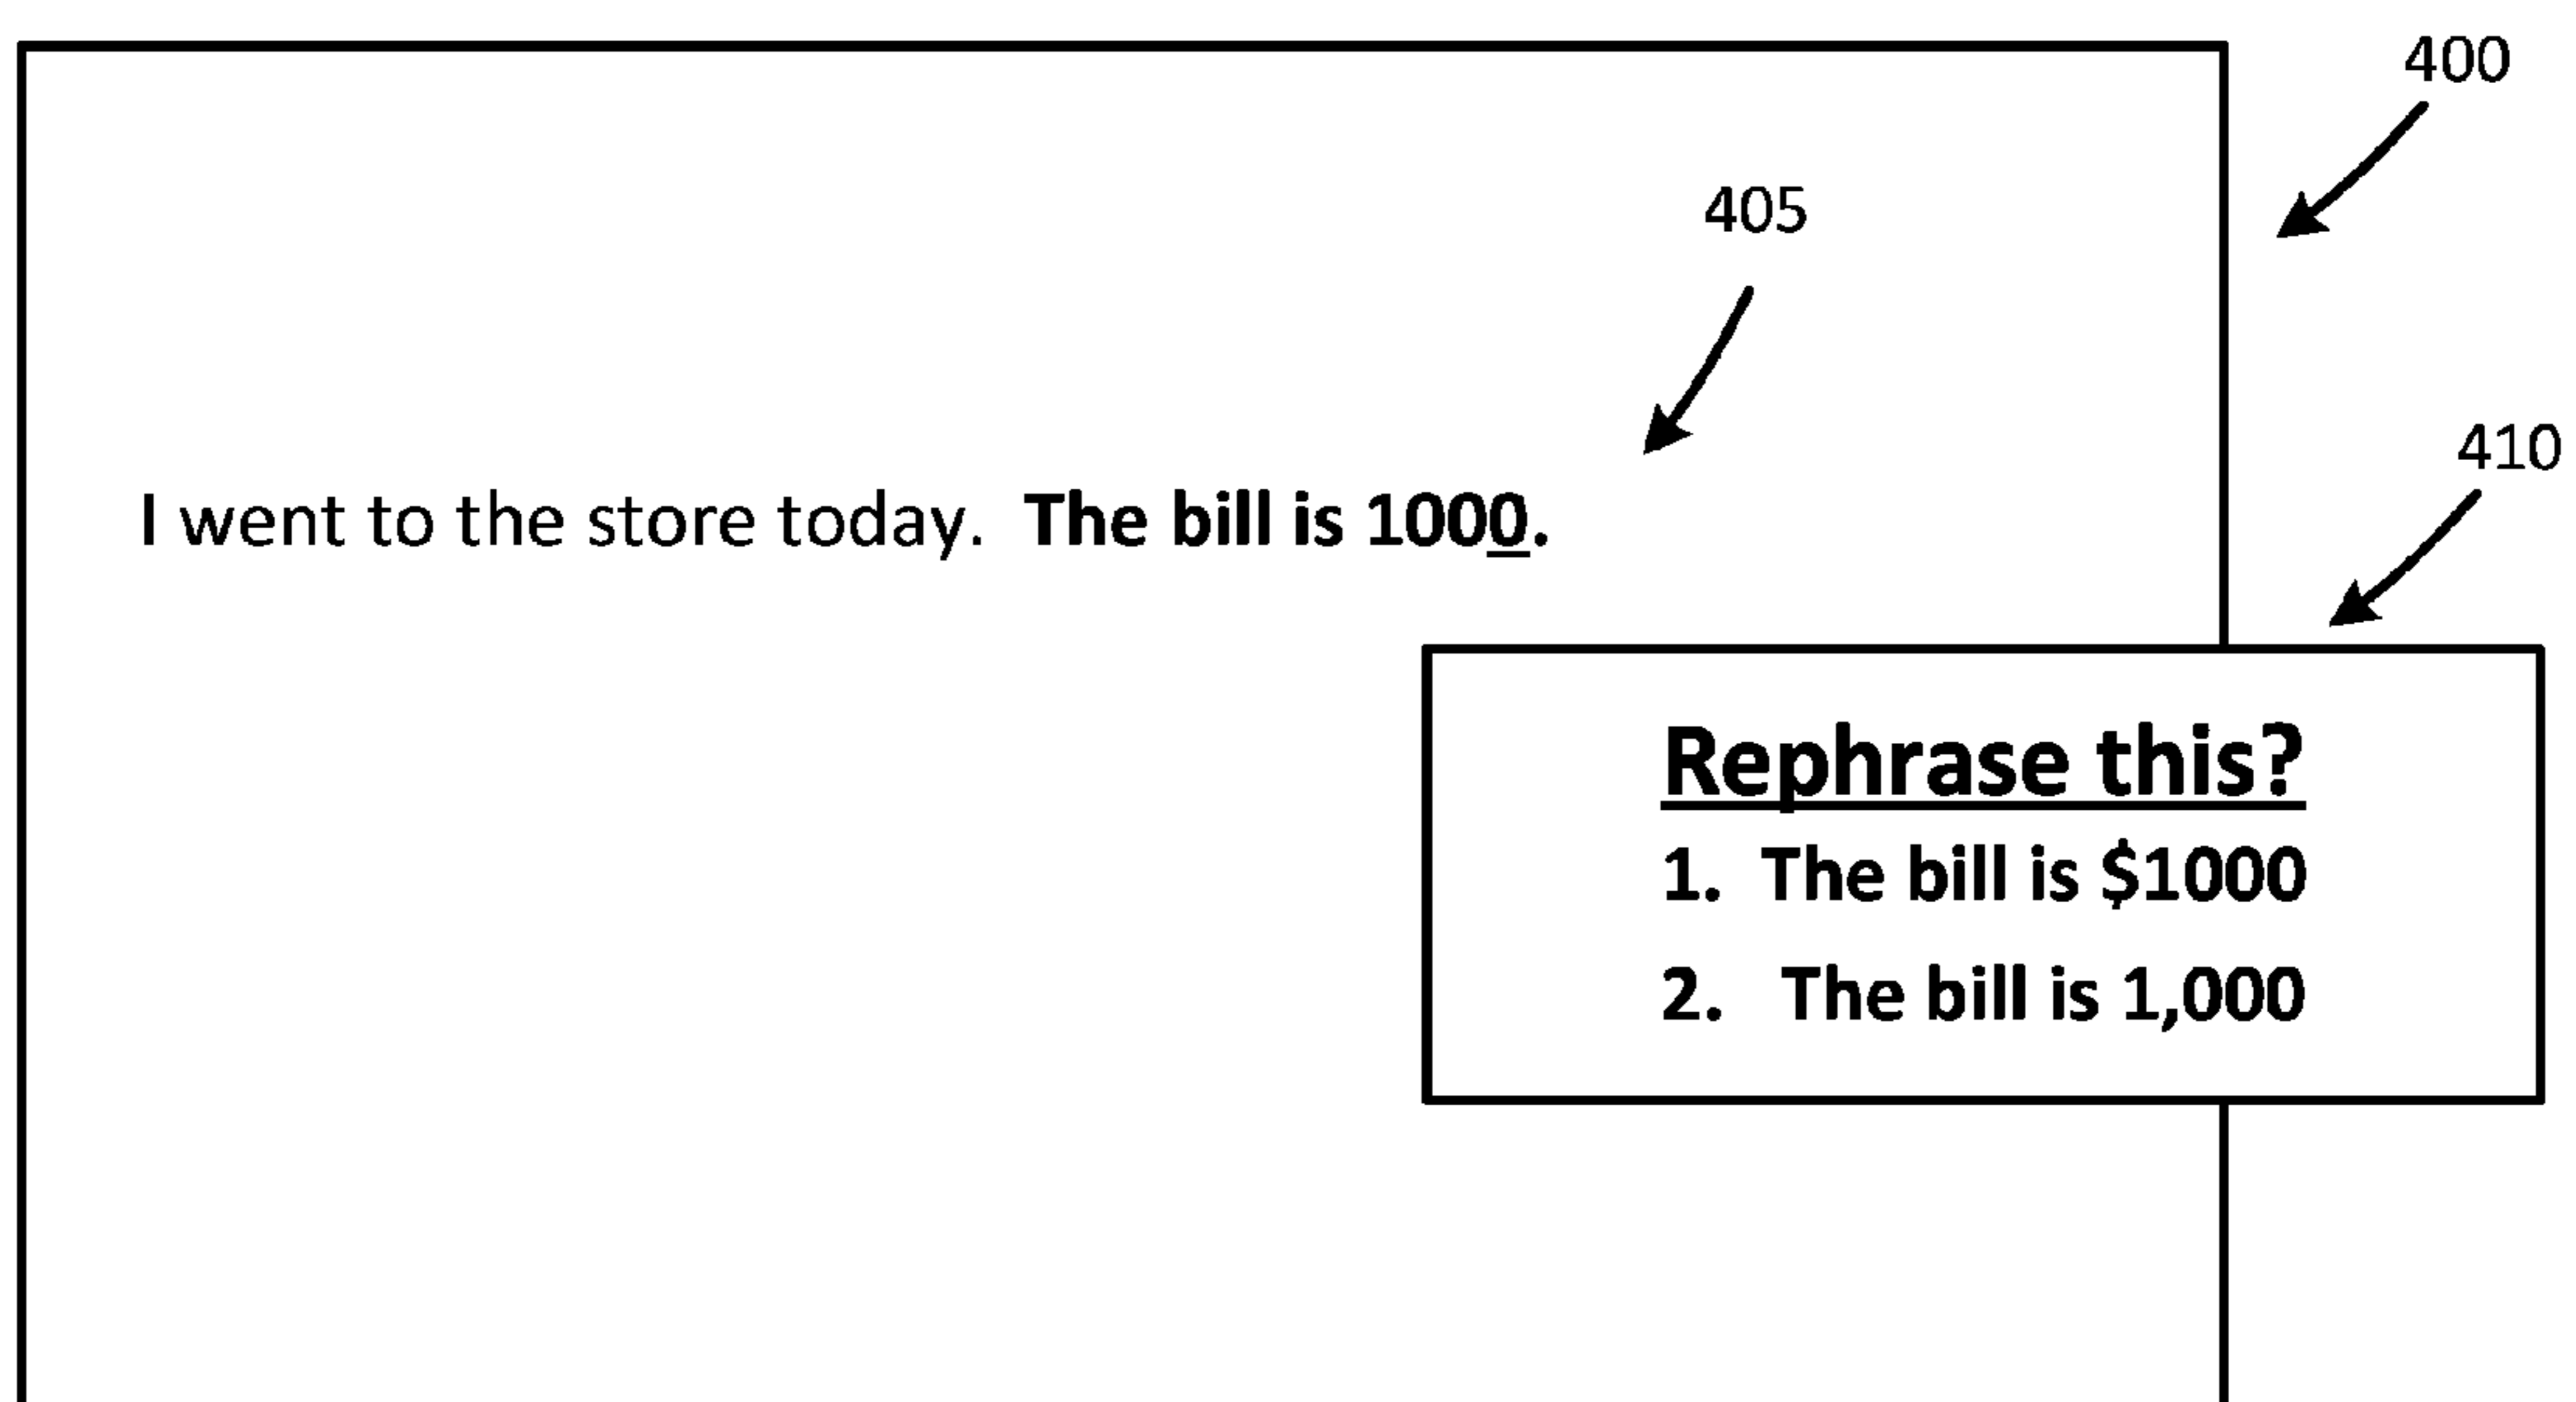 400
405
410
I went to the store today. The bill is 1000.
Rephrase this?
1. The bill is $1000
2. The bill is 1,000